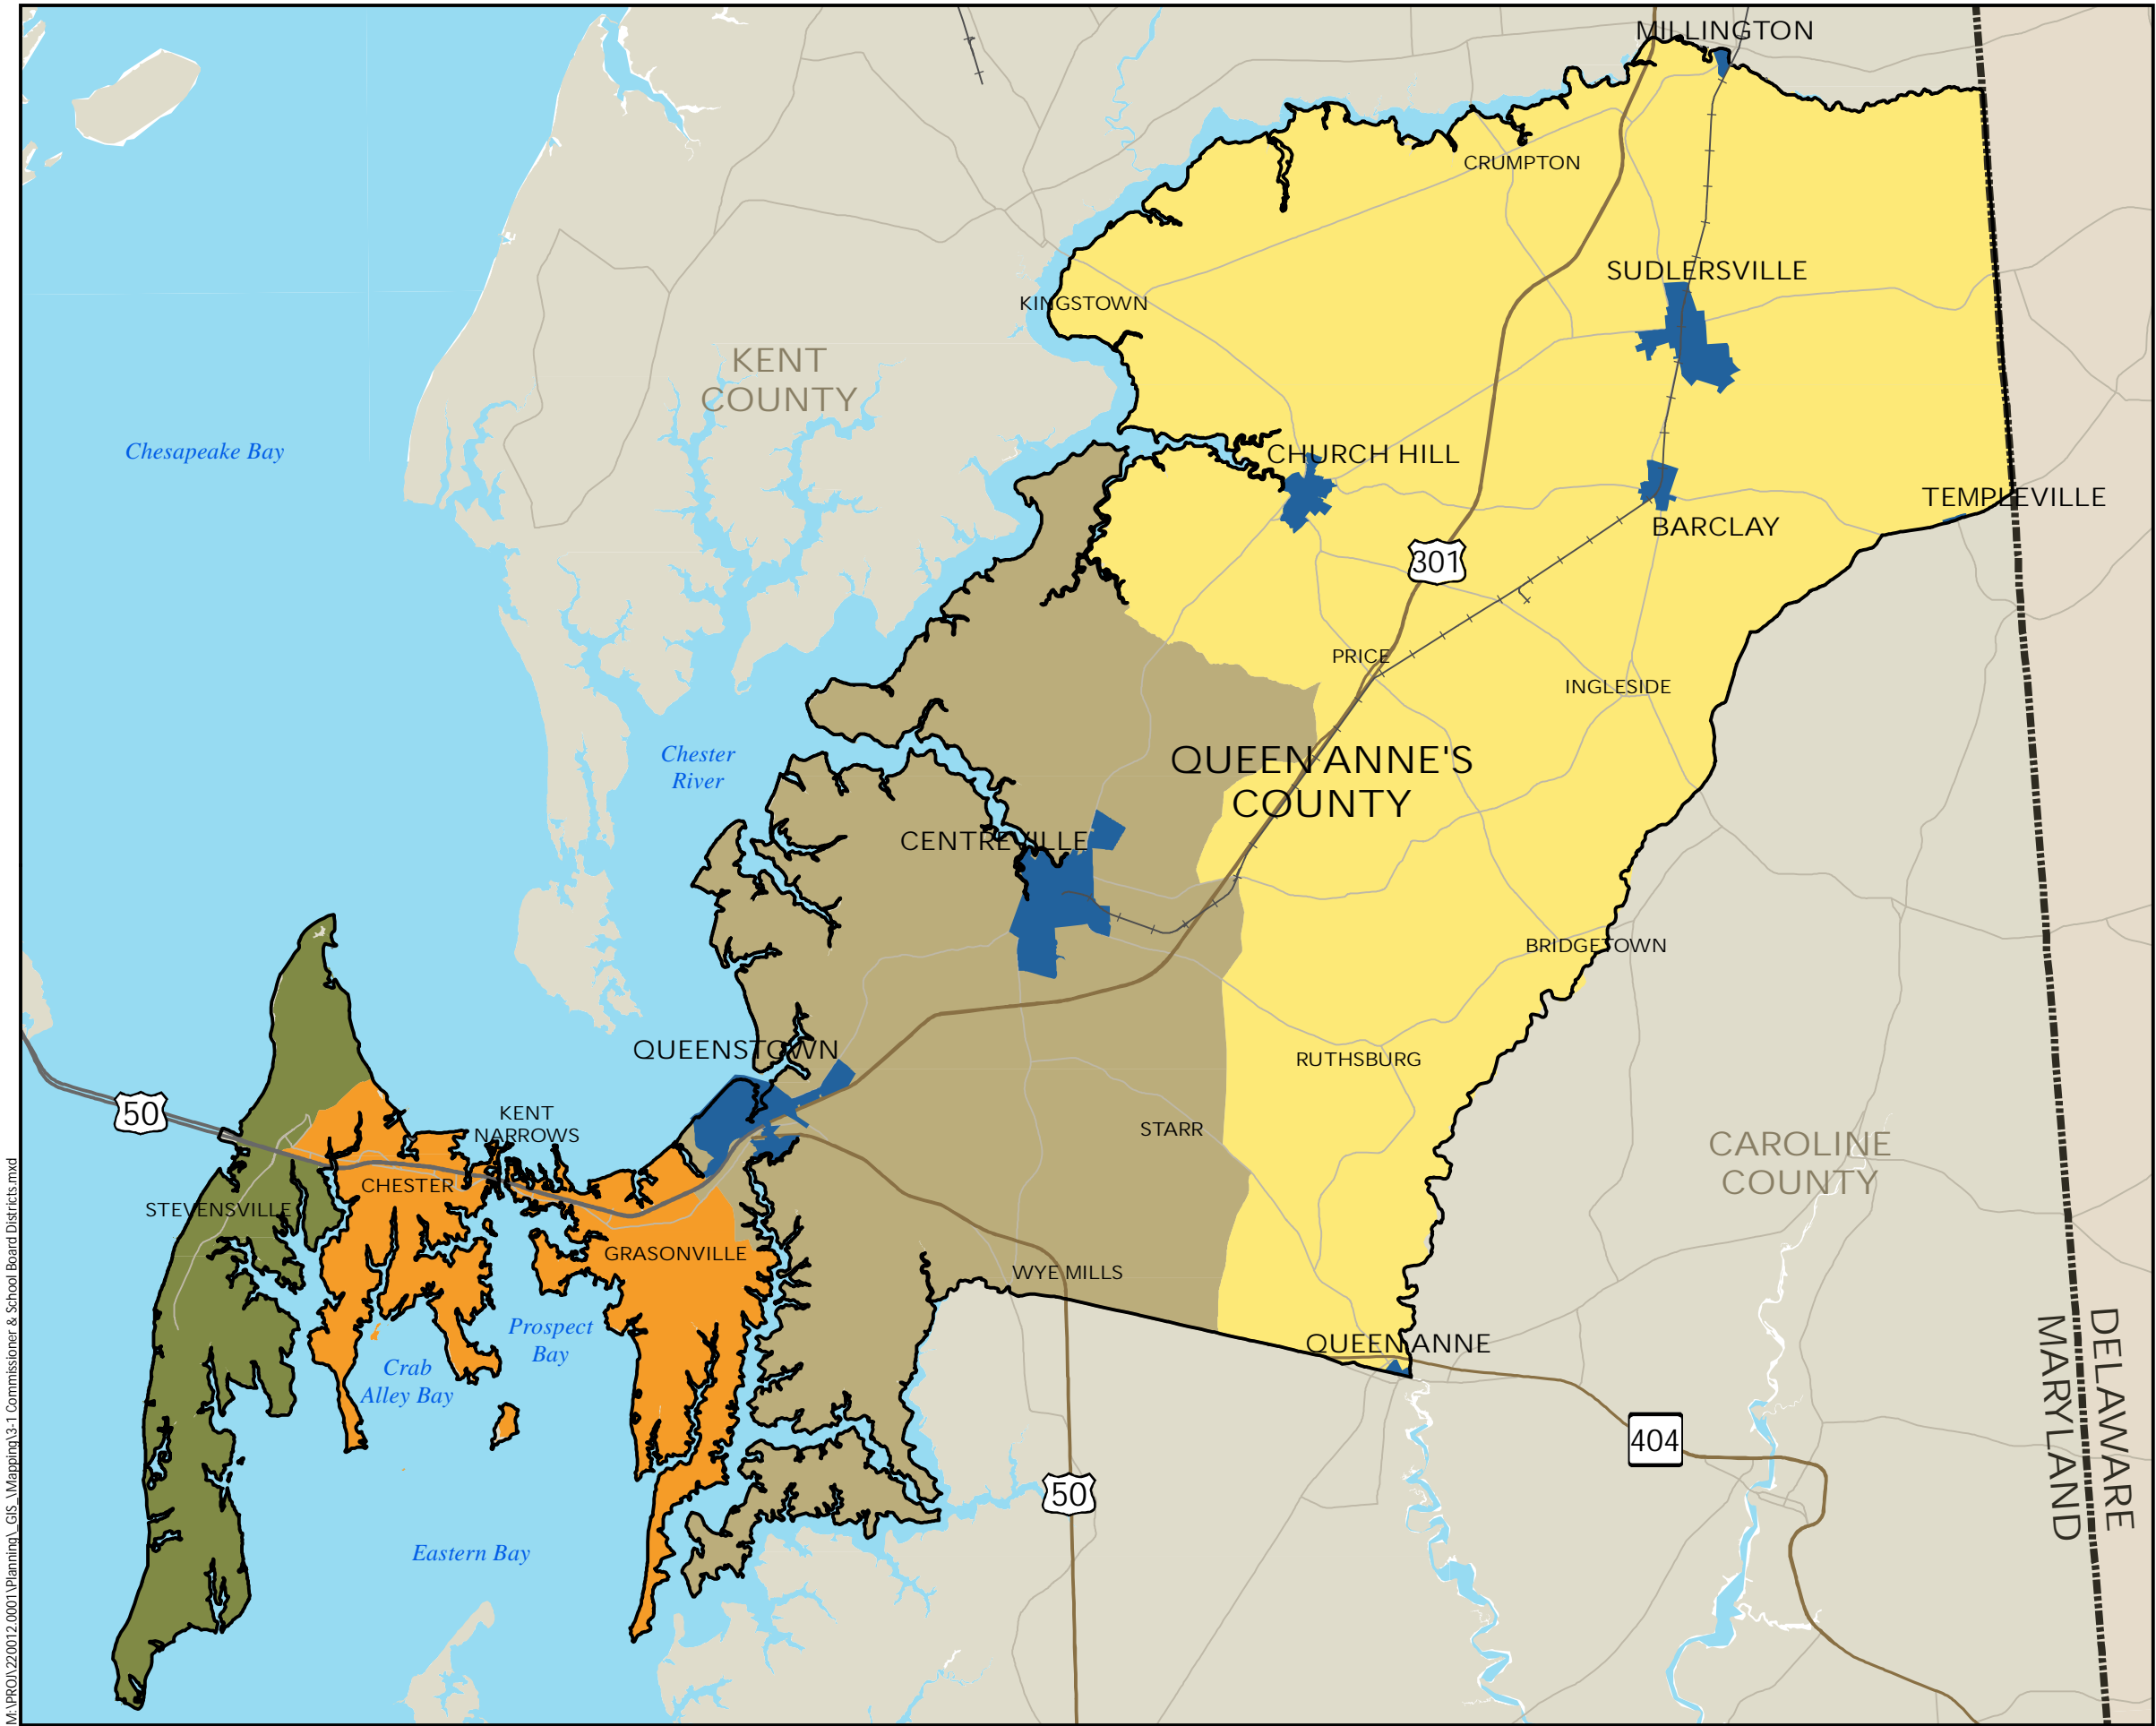 MILLINGTON
CRUMPTON
SUDLERSVILLE
KINGSTOWN
KENT
COUNTY
Chesapeake Bay
CHURCH HILL
TEMPLEVILLE
BARCLAY
301
PRICE
INGLESIDE
Chester
River
QUEEN ANNE'S
COUNTY
CENTREVILLE
BRIDGETOWN
QUEENSTOWN
RUTHSBURG
50
KENT
NARROWS
STARR
CAROLINE
COUNTY
CHESTER
STEVENSVILLE
GRASONVILLE
WYE MILLS
Prospect
Bay
QUEEN ANNE
Crab
Alley Bay
DELAWARE
MARYLAND
404
50
Eastern Bay
M:\PROJ\220012.0001\Planning\_GIS_\Mapping\3-1 Commissioner & School Board Districts.mxd